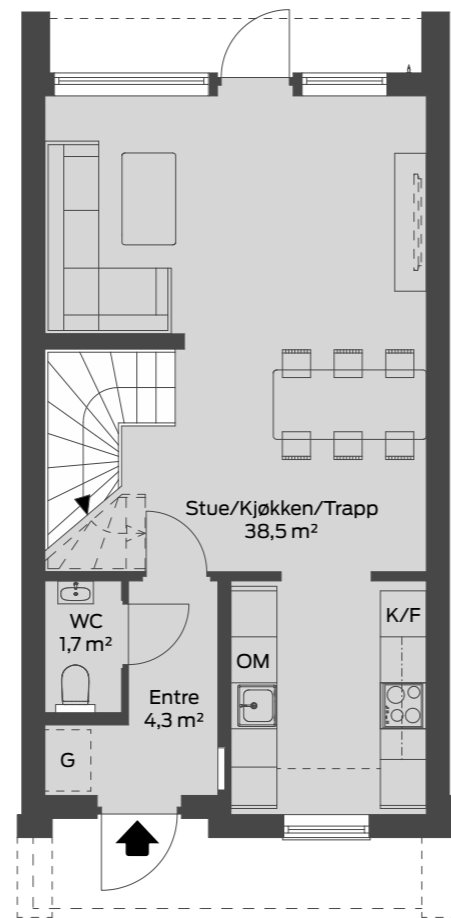 Stue/Kjøkken/Trapp
38,5 m²
WC
1,7 m²
K/F
OM
Entre
4,3 m²
G